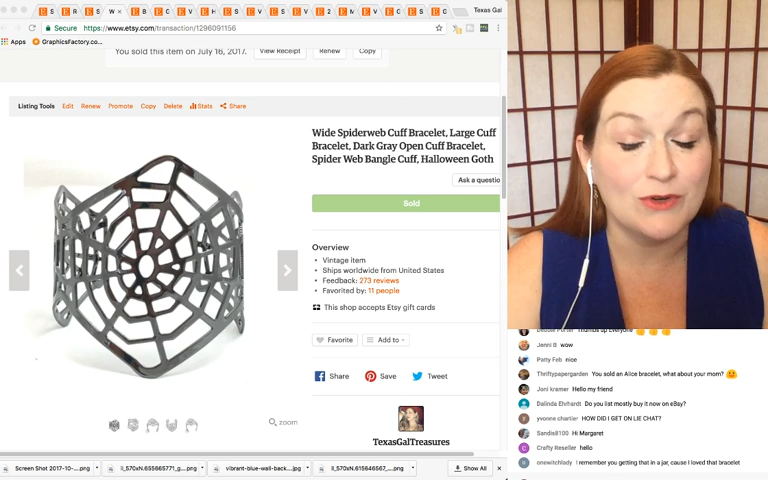 S
R
S
W
B
C
V
H
S
V
S
V
2
M
V
C
S
G
Texas Gal
Secure
https://www.etsy.com/transaction/1296091156
Apps
GraphicsFactory.co...
You sold this item on July 16, 2017.
View Receipt
Renew
Copy
Listing Tools
Edit
Renew
Promote
Copy
Delete
Stats
Share
Wide Spiderweb Cuff Bracelet, Large Cuff
Bracelet, Dark Gray Open Cuff Bracelet,
Spider Web Bangle Cuff, Halloween Goth
Ask a questio
Sold
Overview
• Vintage item
• Ships worldwide from United States
• Feedback: 273 reviews
• Favorited by: 11 people
This shop accepts Etsy gift cards
Favorite
Add to
Share
Save
Tweet
zoom
TexasGalTreasures
Debbie Porter Thumbs up Everyone
Jenni B wow
Patty Feb nice
Thriftypapergarden You sold an Alice bracelet, what about your mom?
Joni kramer Hello my friend
Dalinda Ehrhardt Do you list mostly buy it now on eBay?
yvonne chartier HOW DID I GET ON LIE CHAT?
Sandis8100 Hi Margaret
Crafty Reseller hello
onewitchlady I remember you getting that in a jar, cause I loved that bracelet
Screen Shot 2017-10-....png
il_570xN.655665771_g....png
vibrant-blue-wall-back....jpg
il_570xN.615646567_....png
Show All